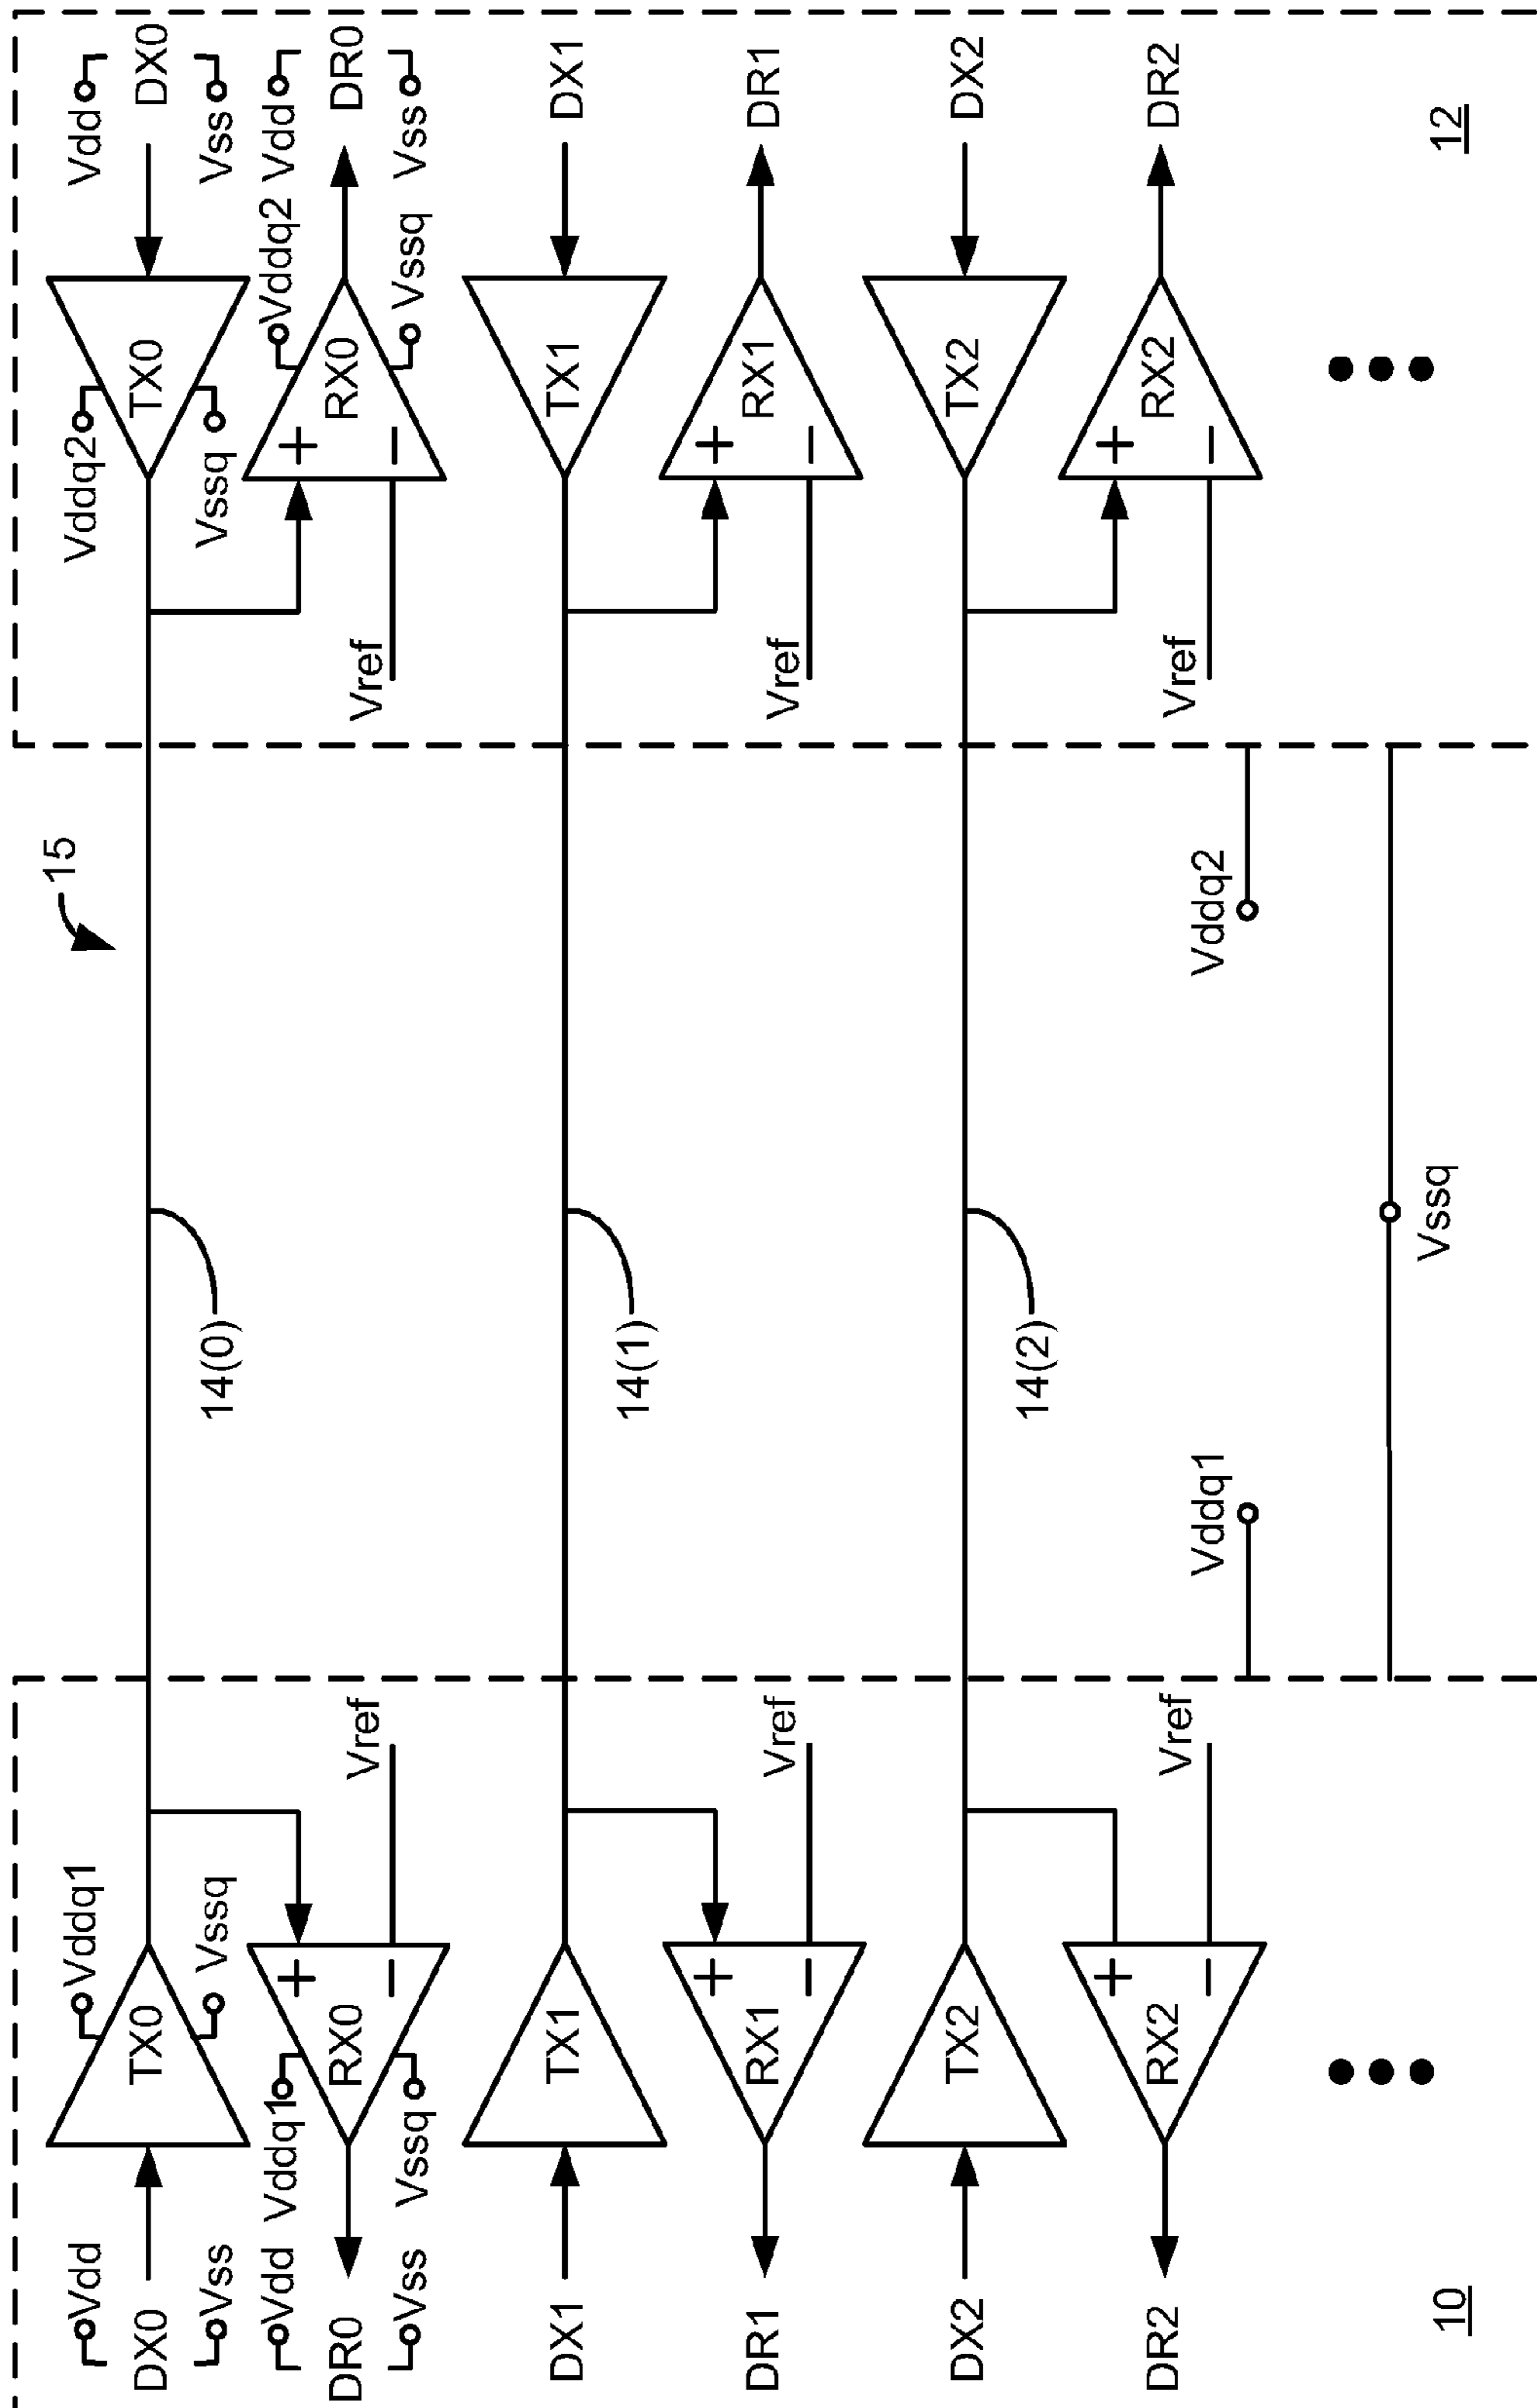 15
Vddq1
Vddq2
Vdd
Vdd
DX0
TX0
TX0
DX0
Vss
Vssq
14(0)
Vssq
Vss
Vdd
Vddq1
Vddq2
Vdd
DR0
RX0
+
−
Vref
Vref
+
−
RX0
DR0
Vss
Vssq
Vssq
Vss
DX1
TX1
14(1)
TX1
DX1
DR1
RX1
+
−
Vref
Vref
+
−
RX1
DR1
DX2
TX2
14(2)
TX2
DX2
DR2
RX2
+
−
Vref
Vref
+
−
RX2
DR2
Vddq1
Vddq2
Vssq
10
12